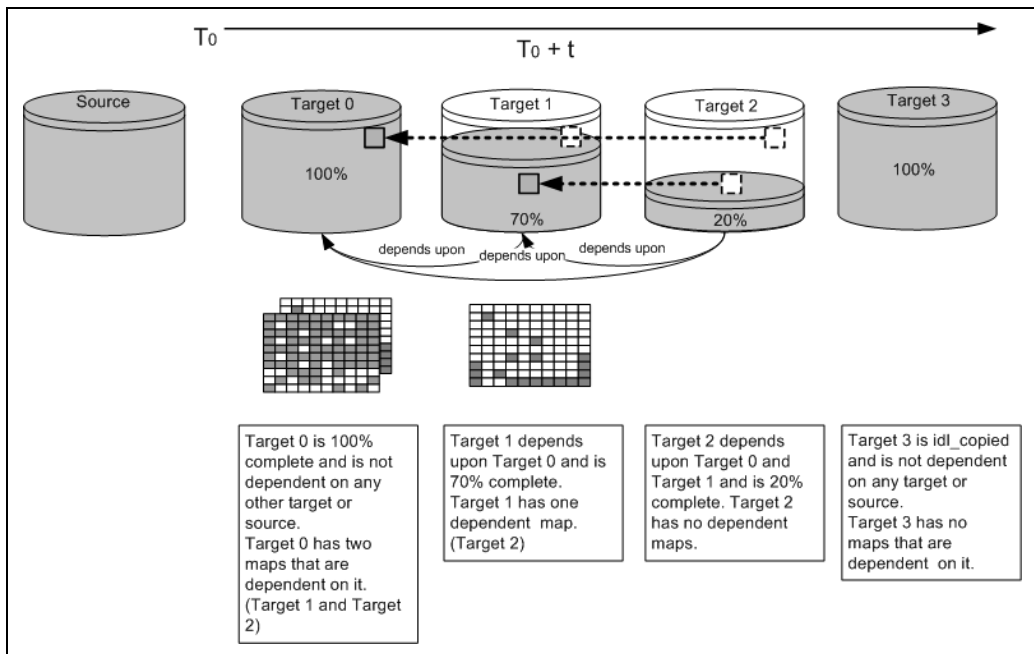 T0
T0 + t
Source
Target 0
Target 1
Target 2
Target 3
100%
70%
20%
100%
depends upon
depends upon
depends upon
Target 0 is 100%
complete and is not
dependent on any
other target or
source.
Target 0 has two
maps that are
dependent on it.
(Target 1 and Target
2)
Target 1 depends
upon Target 0 and is
70% complete.
Target 1 has one
dependent map.
(Target 2)
Target 2 depends
upon Target 0 and
Target 1 and is 20%
complete. Target 2
has no dependent
maps.
Target 3 is idl_copied
and is not dependent
on any target or
source.
Target 3 has no
maps that are
dependent on it.